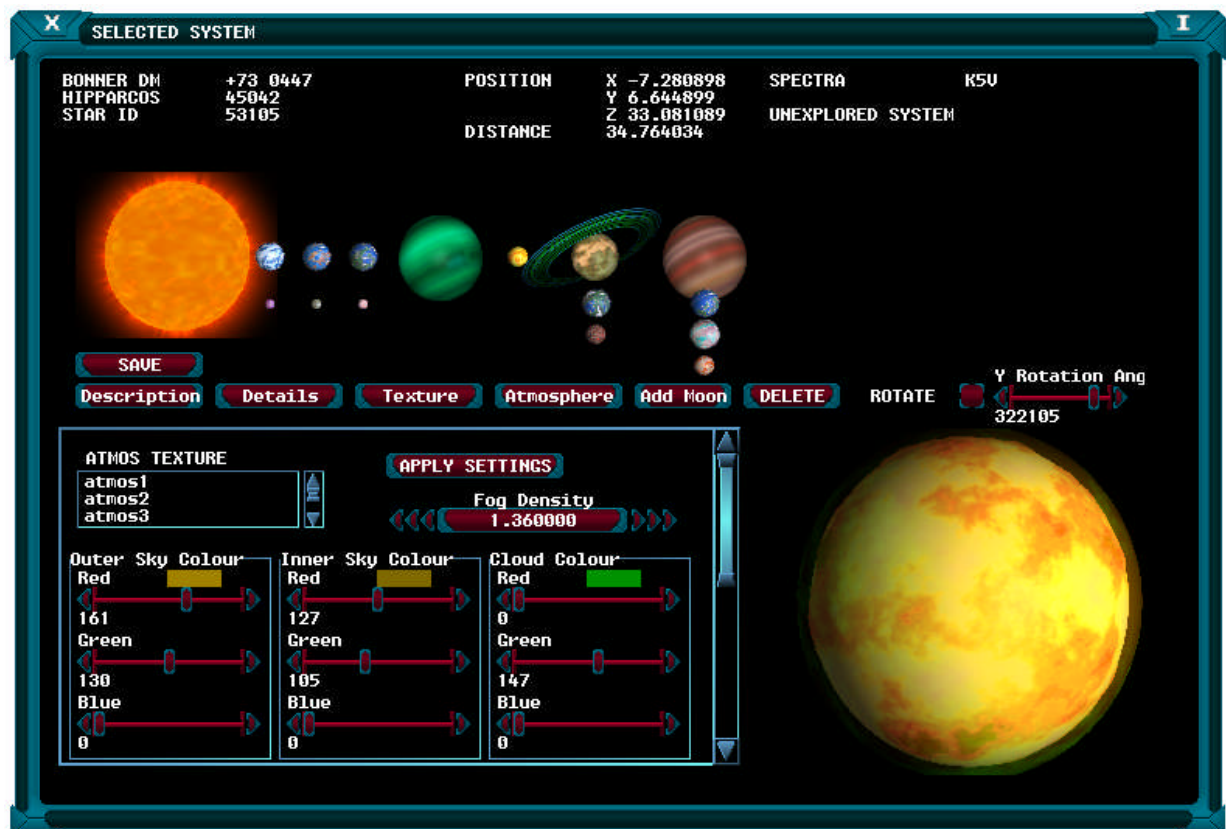 X
I
SELECTED SYSTEM
BONNER DM +73 0447
HIPPARCOS 45042
STAR ID 53105
POSITION X -7.280898
Y 6.644899
Z 33.081089
DISTANCE 34.764034
SPECTRA K5V
UNEXPLORED SYSTEM
SAVE
Description Details Texture Atmosphere Add Moon DELETE ROTATE
Y Rotation Ang
322105
ATMOS TEXTURE
atmos1
atmos2
atmos3
APPLY SETTINGS
Fog Density
1.360000
Outer Sky Colour
Red
161
Green
130
Blue
0
Inner Sky Colour
Red
127
Green
105
Blue
0
Cloud Colour
Red
0
Green
147
Blue
0